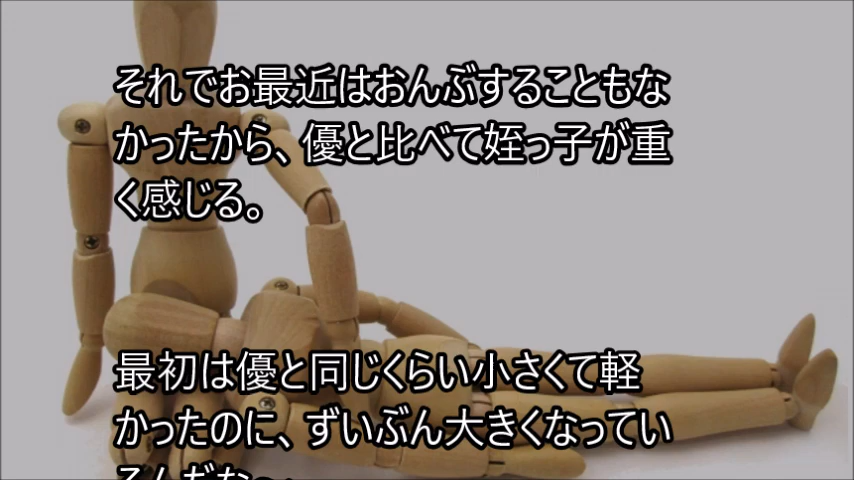 それでお最近はおんぶすることもな
かったから、優と比べて姪っ子が重
く感じる。
最初は優と同じくらい小さくて軽
かったのに、ずいぶん大きくなってい